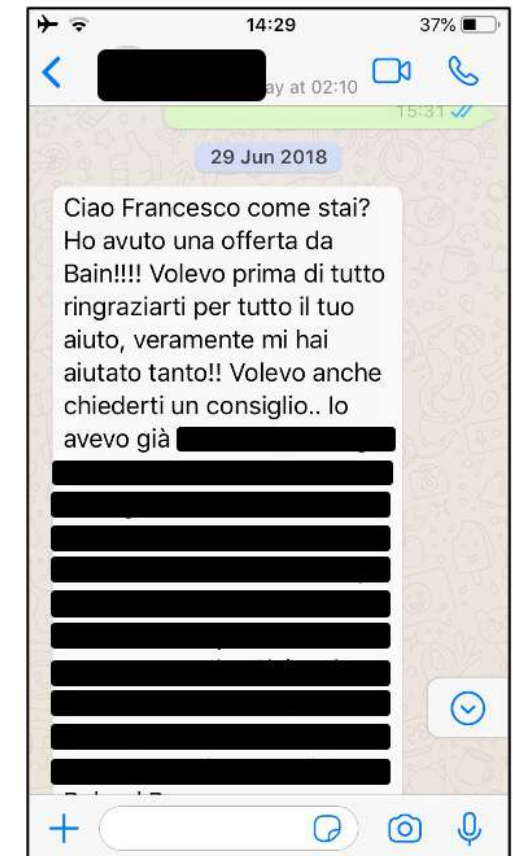 14:29
37%
ay at 02:10
15:31
29 Jun 2018
Ciao Francesco come stai?
Ho avuto una offerta da
Bain!!!! Volevo prima di tutto
ringraziarti per tutto il tuo
aiuto, veramente mi hai
aiutato tanto!! Volevo anche
chiederti un consiglio.. Io
avevo già